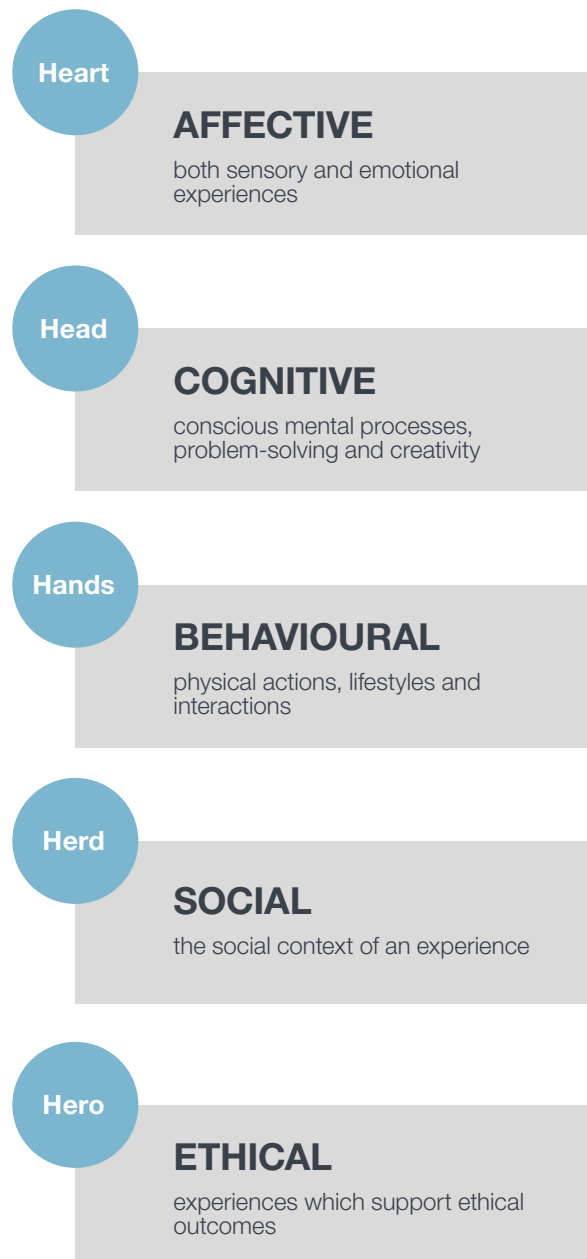 Heart
AFFECTIVE
both sensory and emotional
experiences
Head
COGNITIVE
conscious mental processes,
problem-solving and creativity
Hands
BEHAVIOURAL
physical actions, lifestyles and
interactions
Herd
SOCIAL
the social context of an experience
Hero
ETHICAL
experiences which support ethical
outcomes